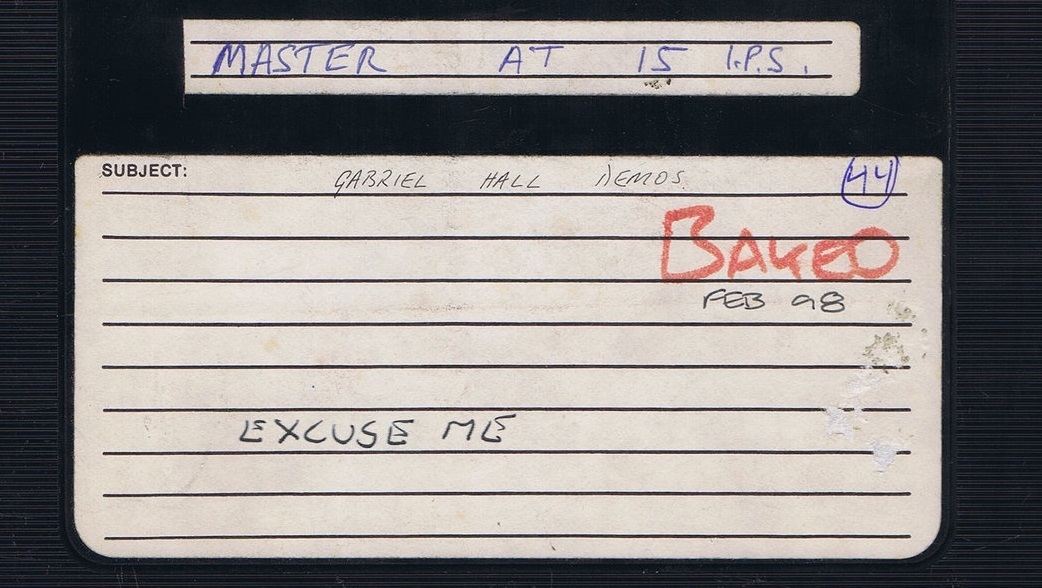 MASTER AT 15 I.P.S.
SUBJECT: GABRIEL HALL DEMOS. 44
BAKED
FEB 98
EXCUSE ME